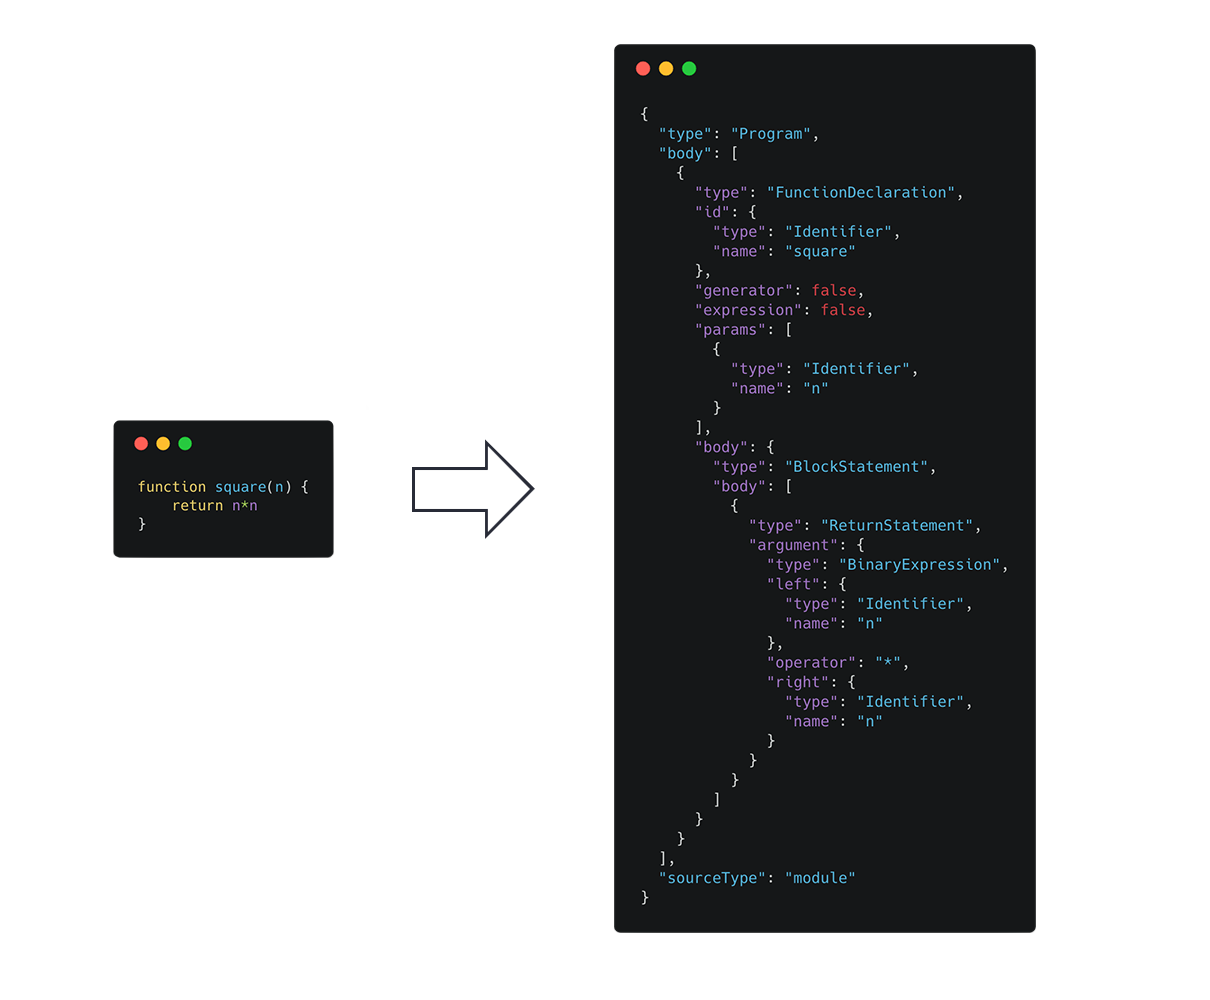 function square(n) {
    return n*n
}
{
  "type": "Program",
  "body": [
    {
      "type": "FunctionDeclaration",
      "id": {
        "type": "Identifier",
        "name": "square"
      },
      "generator": false,
      "expression": false,
      "params": [
        {
          "type": "Identifier",
          "name": "n"
        }
      ],
      "body": {
        "type": "BlockStatement",
        "body": [
          {
            "type": "ReturnStatement",
            "argument": {
              "type": "BinaryExpression",
              "left": {
                "type": "Identifier",
                "name": "n"
              },
              "operator": "*",
              "right": {
                "type": "Identifier",
                "name": "n"
              }
            }
          }
        ]
      }
    }
  ],
  "sourceType": "module"
}